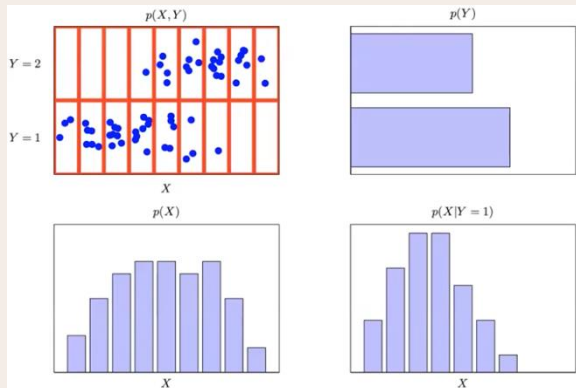 p(X, Y)
Y = 2
Y = 1
X
p(Y)
p(X)
X
p(X|Y = 1)
X